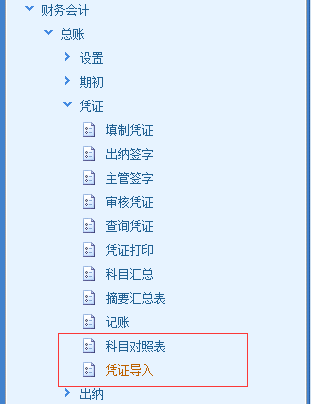 财务会计
总账
设置
期初
凭证
填制凭证
出纳签字
主管签字
审核凭证
查询凭证
凭证打印
科目汇总
摘要汇总表
记账
科目对照表
凭证导入
出纳